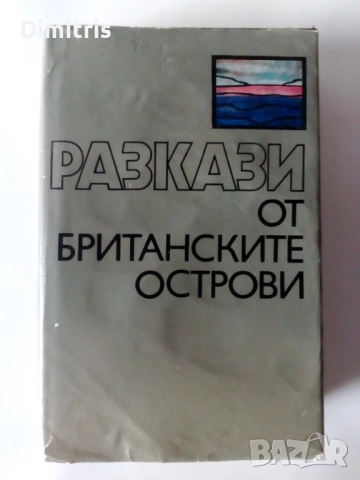 Dimitris
РАЗКАЗИ
ОТ
БРИТАНСКИТЕ
ОСТРОВИ
BAZAR